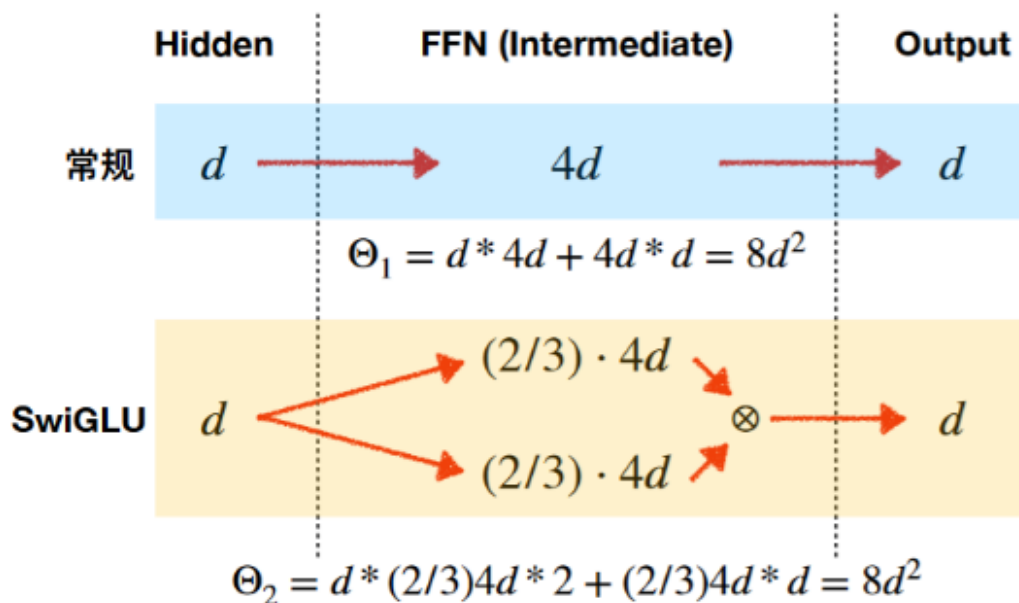 Hidden FFN (Intermediate) Output
常规 d 4d d
Θ₁ = d * 4d + 4d * d = 8d²
(2/3) · 4d
SwiGLU d ⊗ d
(2/3) · 4d
Θ₂ = d * (2/3)4d * 2 + (2/3)4d * d = 8d²